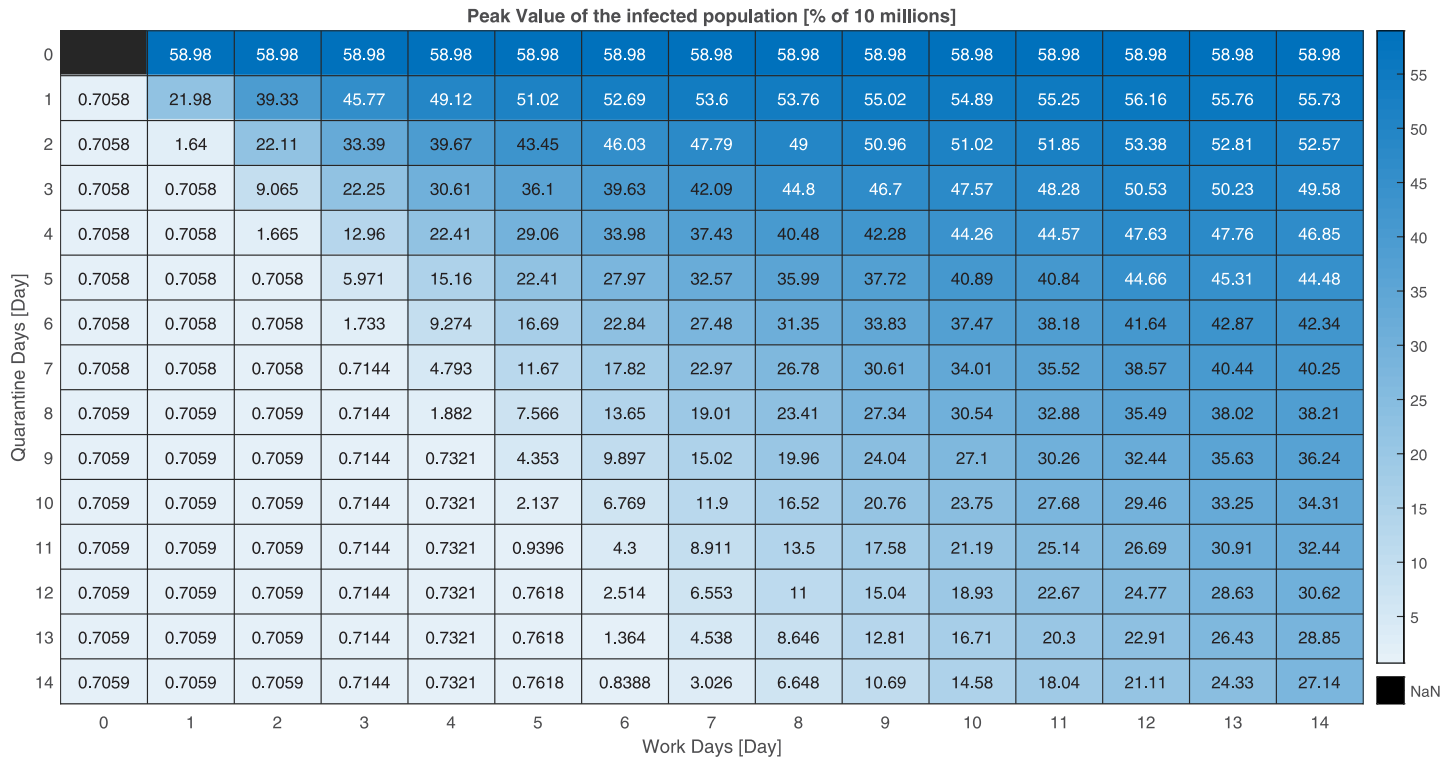 Peak Value of the infected population [% of 10 millions]
0 58.98 58.98 58.98 58.98 58.98 58.98 58.98 58.98 58.98 58.98 58.98 58.98 58.98 58.98
1 0.7058 21.98 39.33 45.77 49.12 51.02 52.69 53.6 53.76 55.02 54.89 55.25 56.16 55.76 55.73
2 0.7058 1.64 22.11 33.39 39.67 43.45 46.03 47.79 49 50.96 51.02 51.85 53.38 52.81 52.57
3 0.7058 0.7058 9.065 22.25 30.61 36.1 39.63 42.09 44.8 46.7 47.57 48.28 50.53 50.23 49.58
4 0.7058 0.7058 1.665 12.96 22.41 29.06 33.98 37.43 40.48 42.28 44.26 44.57 47.63 47.76 46.85
5 0.7058 0.7058 0.7058 5.971 15.16 22.41 27.97 32.57 35.99 37.72 40.89 40.84 44.66 45.31 44.48
6 0.7058 0.7058 0.7058 1.733 9.274 16.69 22.84 27.48 31.35 33.83 37.47 38.18 41.64 42.87 42.34
7 0.7058 0.7058 0.7058 0.7144 4.793 11.67 17.82 22.97 26.78 30.61 34.01 35.52 38.57 40.44 40.25
8 0.7059 0.7059 0.7059 0.7144 1.882 7.566 13.65 19.01 23.41 27.34 30.54 32.88 35.49 38.02 38.21
9 0.7059 0.7059 0.7059 0.7144 0.7321 4.353 9.897 15.02 19.96 24.04 27.1 30.26 32.44 35.63 36.24
10 0.7059 0.7059 0.7059 0.7144 0.7321 2.137 6.769 11.9 16.52 20.76 23.75 27.68 29.46 33.25 34.31
11 0.7059 0.7059 0.7059 0.7144 0.7321 0.9396 4.3 8.911 13.5 17.58 21.19 25.14 26.69 30.91 32.44
12 0.7059 0.7059 0.7059 0.7144 0.7321 0.7618 2.514 6.553 11 15.04 18.93 22.67 24.77 28.63 30.62
13 0.7059 0.7059 0.7059 0.7144 0.7321 0.7618 1.364 4.538 8.646 12.81 16.71 20.3 22.91 26.43 28.85
14 0.7059 0.7059 0.7059 0.7144 0.7321 0.7618 0.8388 3.026 6.648 10.69 14.58 18.04 21.11 24.33 27.14
0 1 2 3 4 5 6 7 8 9 10 11 12 13 14
Work Days [Day]
Quarantine Days [Day]
55
50
45
40
35
30
25
20
15
10
5
NaN